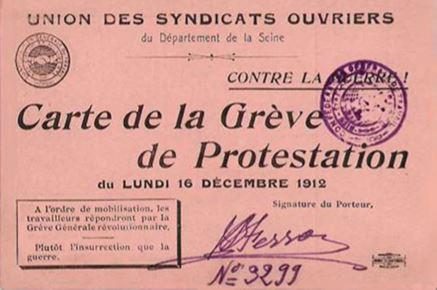 UNION DES SYNDICATS OUVRIERS
du Département de la Seine
CONTRE LA GUERRE !
Carte de la Grève
de Protestation
du LUNDI 16 DÉCEMBRE 1912
A l'ordre de mobilisation, les
travailleurs répondront par la
Grève Générale révolutionnaire.
Plutôt l'insurrection que la
guerre.
Signature du Porteur,
No 3299